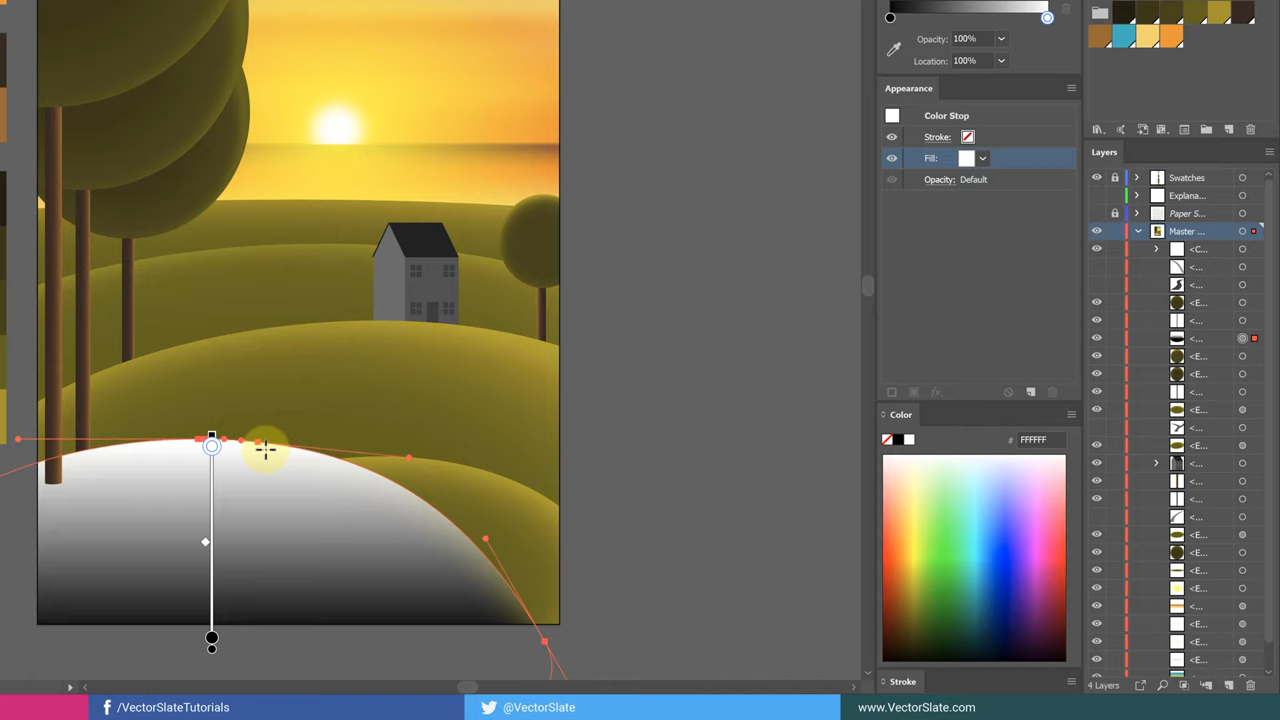 Opacity: 100%
Location: 100%
Appearance
Color Stop
Stroke:
Fill:
Opacity: Default
Color
# FFFFFF
Stroke
Layers
Swatches
Explana...
Paper S...
Master ...
<C...
<...
<...
<E...
<...
<...
<E...
<E...
<...
<E...
<...
<E...
<...
<...
<...
<...
<E...
<E...
<E...
<E...
<...
<E...
<E...
<E...
4 Layers
/VectorSlateTutorials
@VectorSlate
www.VectorSlate.com